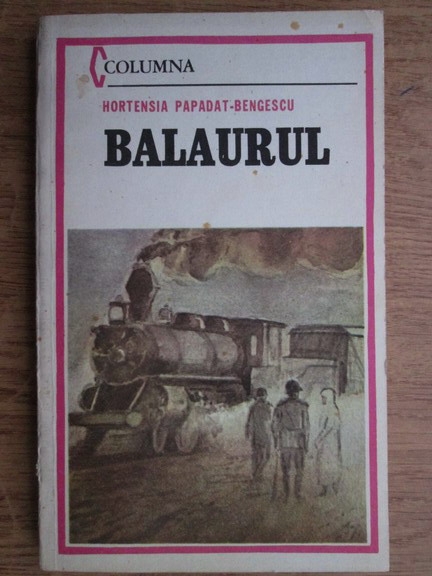 COLUMNA
HORTENSIA PAPADAT-BENGESCU
BALAURUL